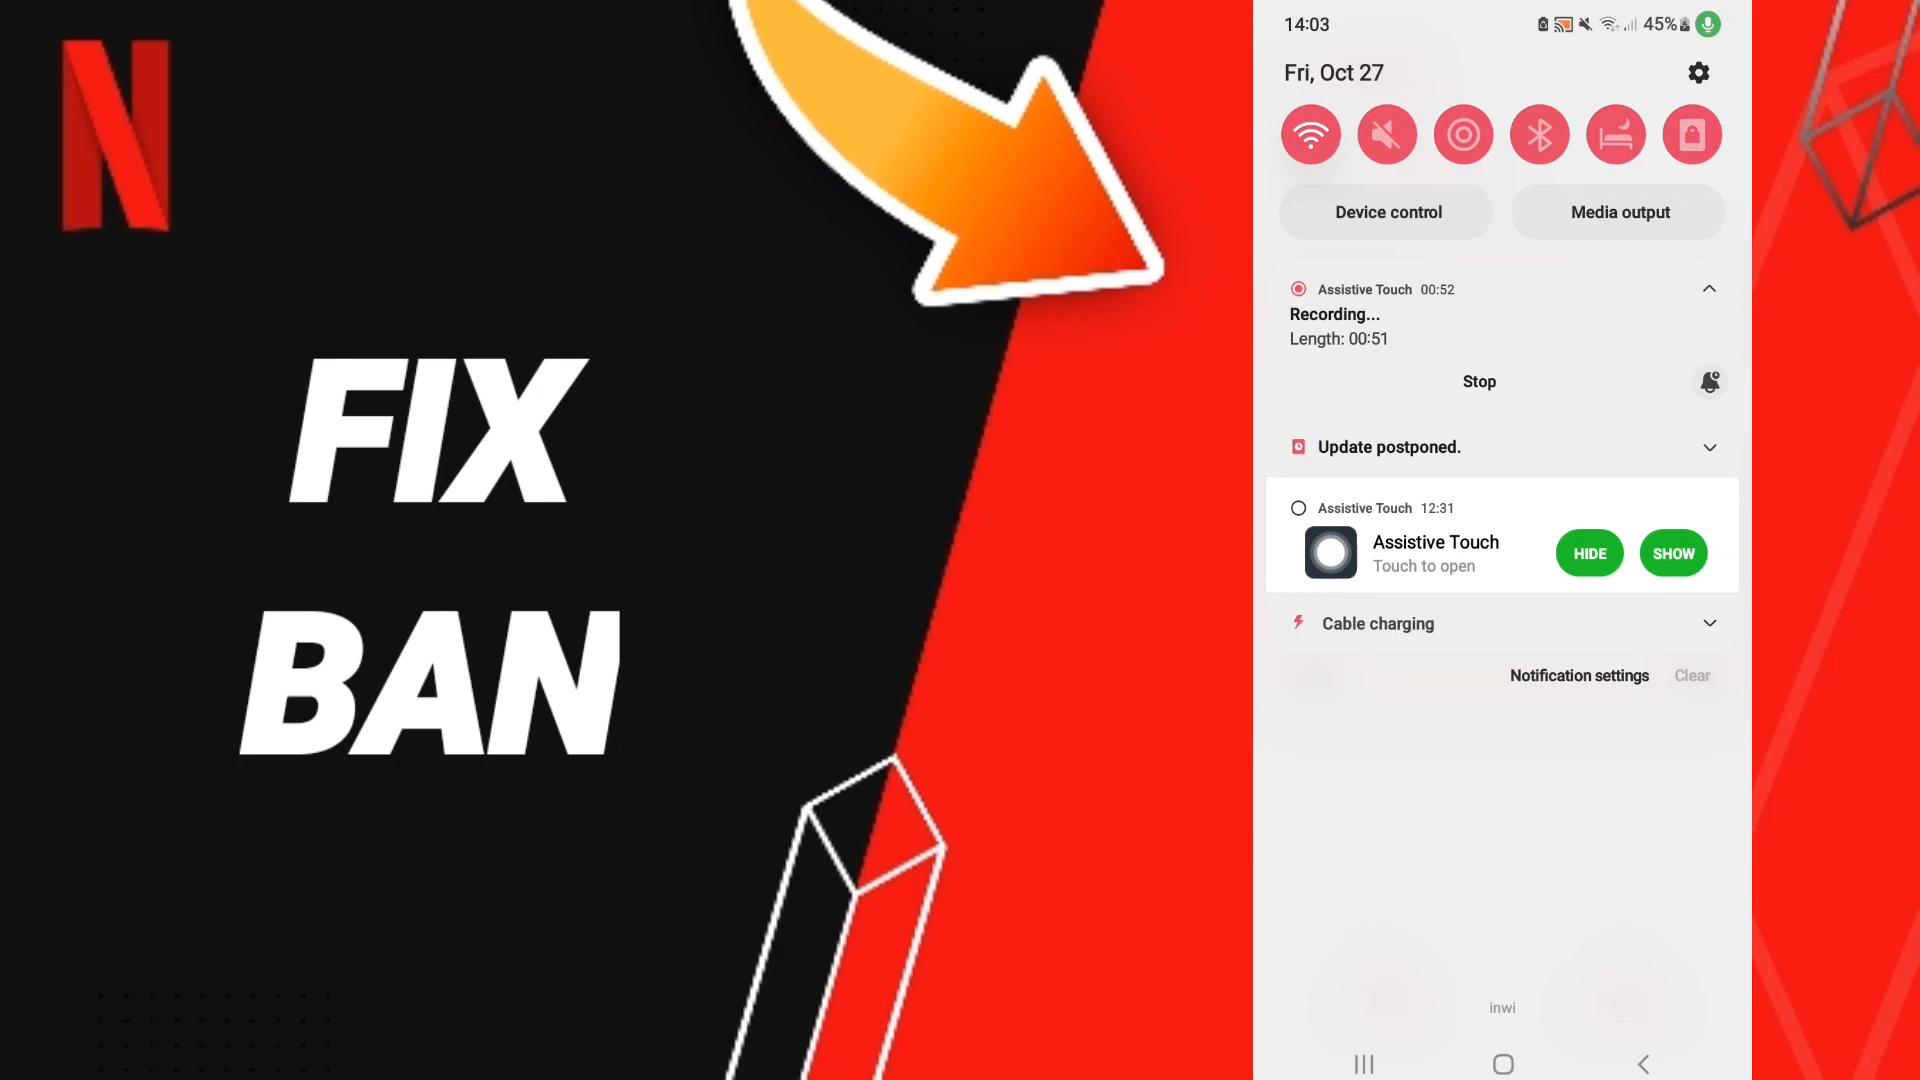 N
FIX
BAN
14:03
45%
Fri, Oct 27
Device control
Media output
Assistive Touch 00:52
Recording...
Length: 00:51
Stop
Update postponed.
Assistive Touch 12:31
Assistive Touch
Touch to open
HIDE
SHOW
Cable charging
Notification settings
Clear
inwi